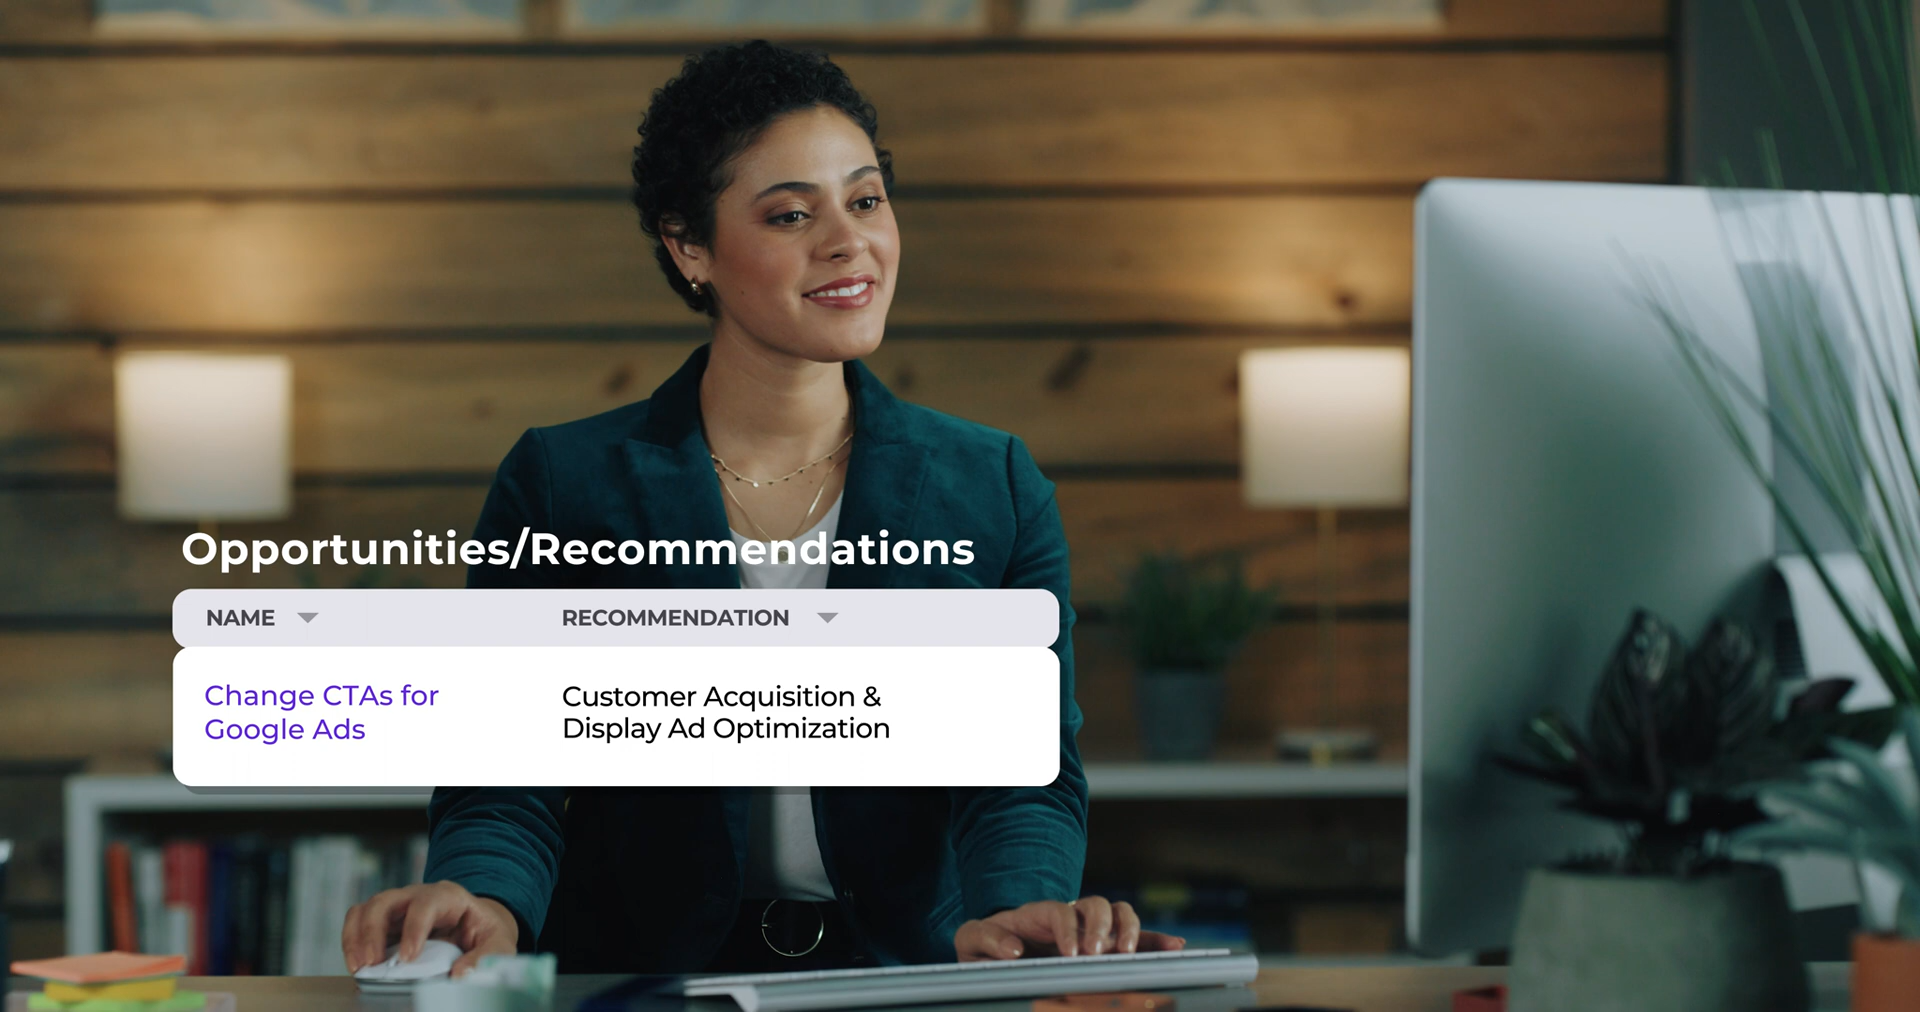 Opportunities/Recommendations
NAME RECOMMENDATION
Change CTAs for
Google Ads
Customer Acquisition &
Display Ad Optimization